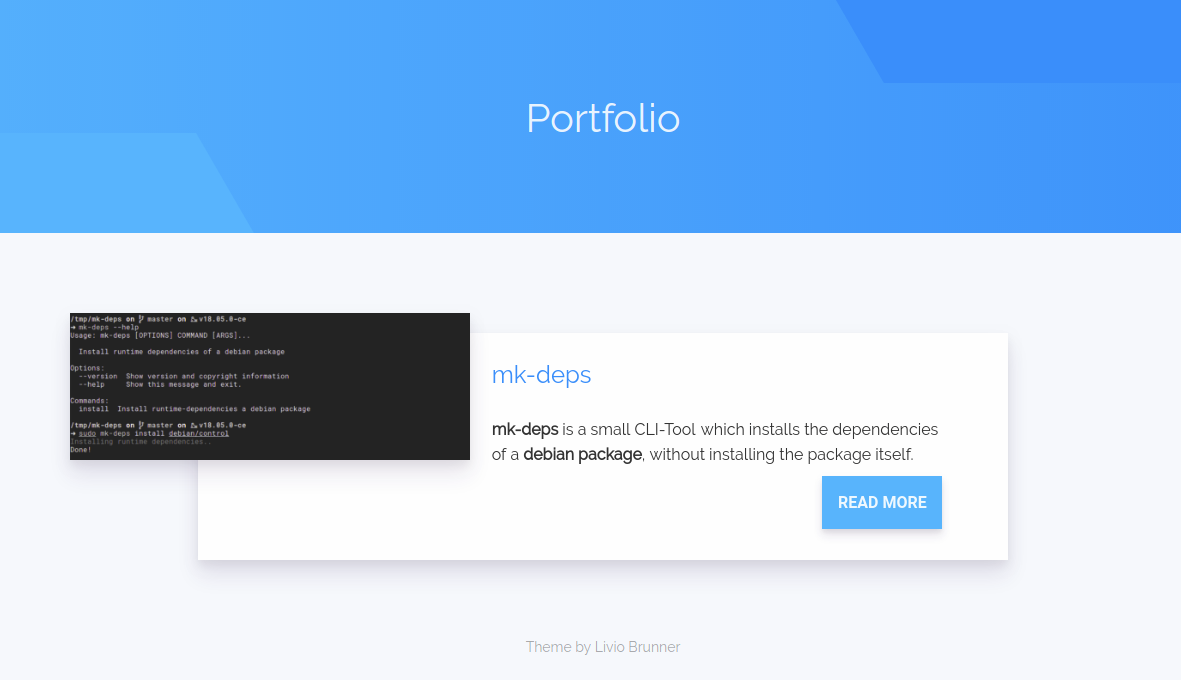 Portfolio
/tmp/mk-deps on master on v18.05.0-ce
➜ mk-deps --help
Usage: mk-deps [OPTIONS] COMMAND [ARGS]...
Install runtime dependencies of a debian package
Options:
--version Show version and copyright information
--help Show this message and exit.
Commands:
install Install runtime-dependencies a debian package
/tmp/mk-deps on master on v18.05.0-ce
➜ sudo mk-deps install debian/control
Installing runtime dependencies..
Done!
mk-deps
mk-deps is a small CLI-Tool which installs the dependencies
of a debian package, without installing the package itself.
READ MORE
Theme by Livio Brunner